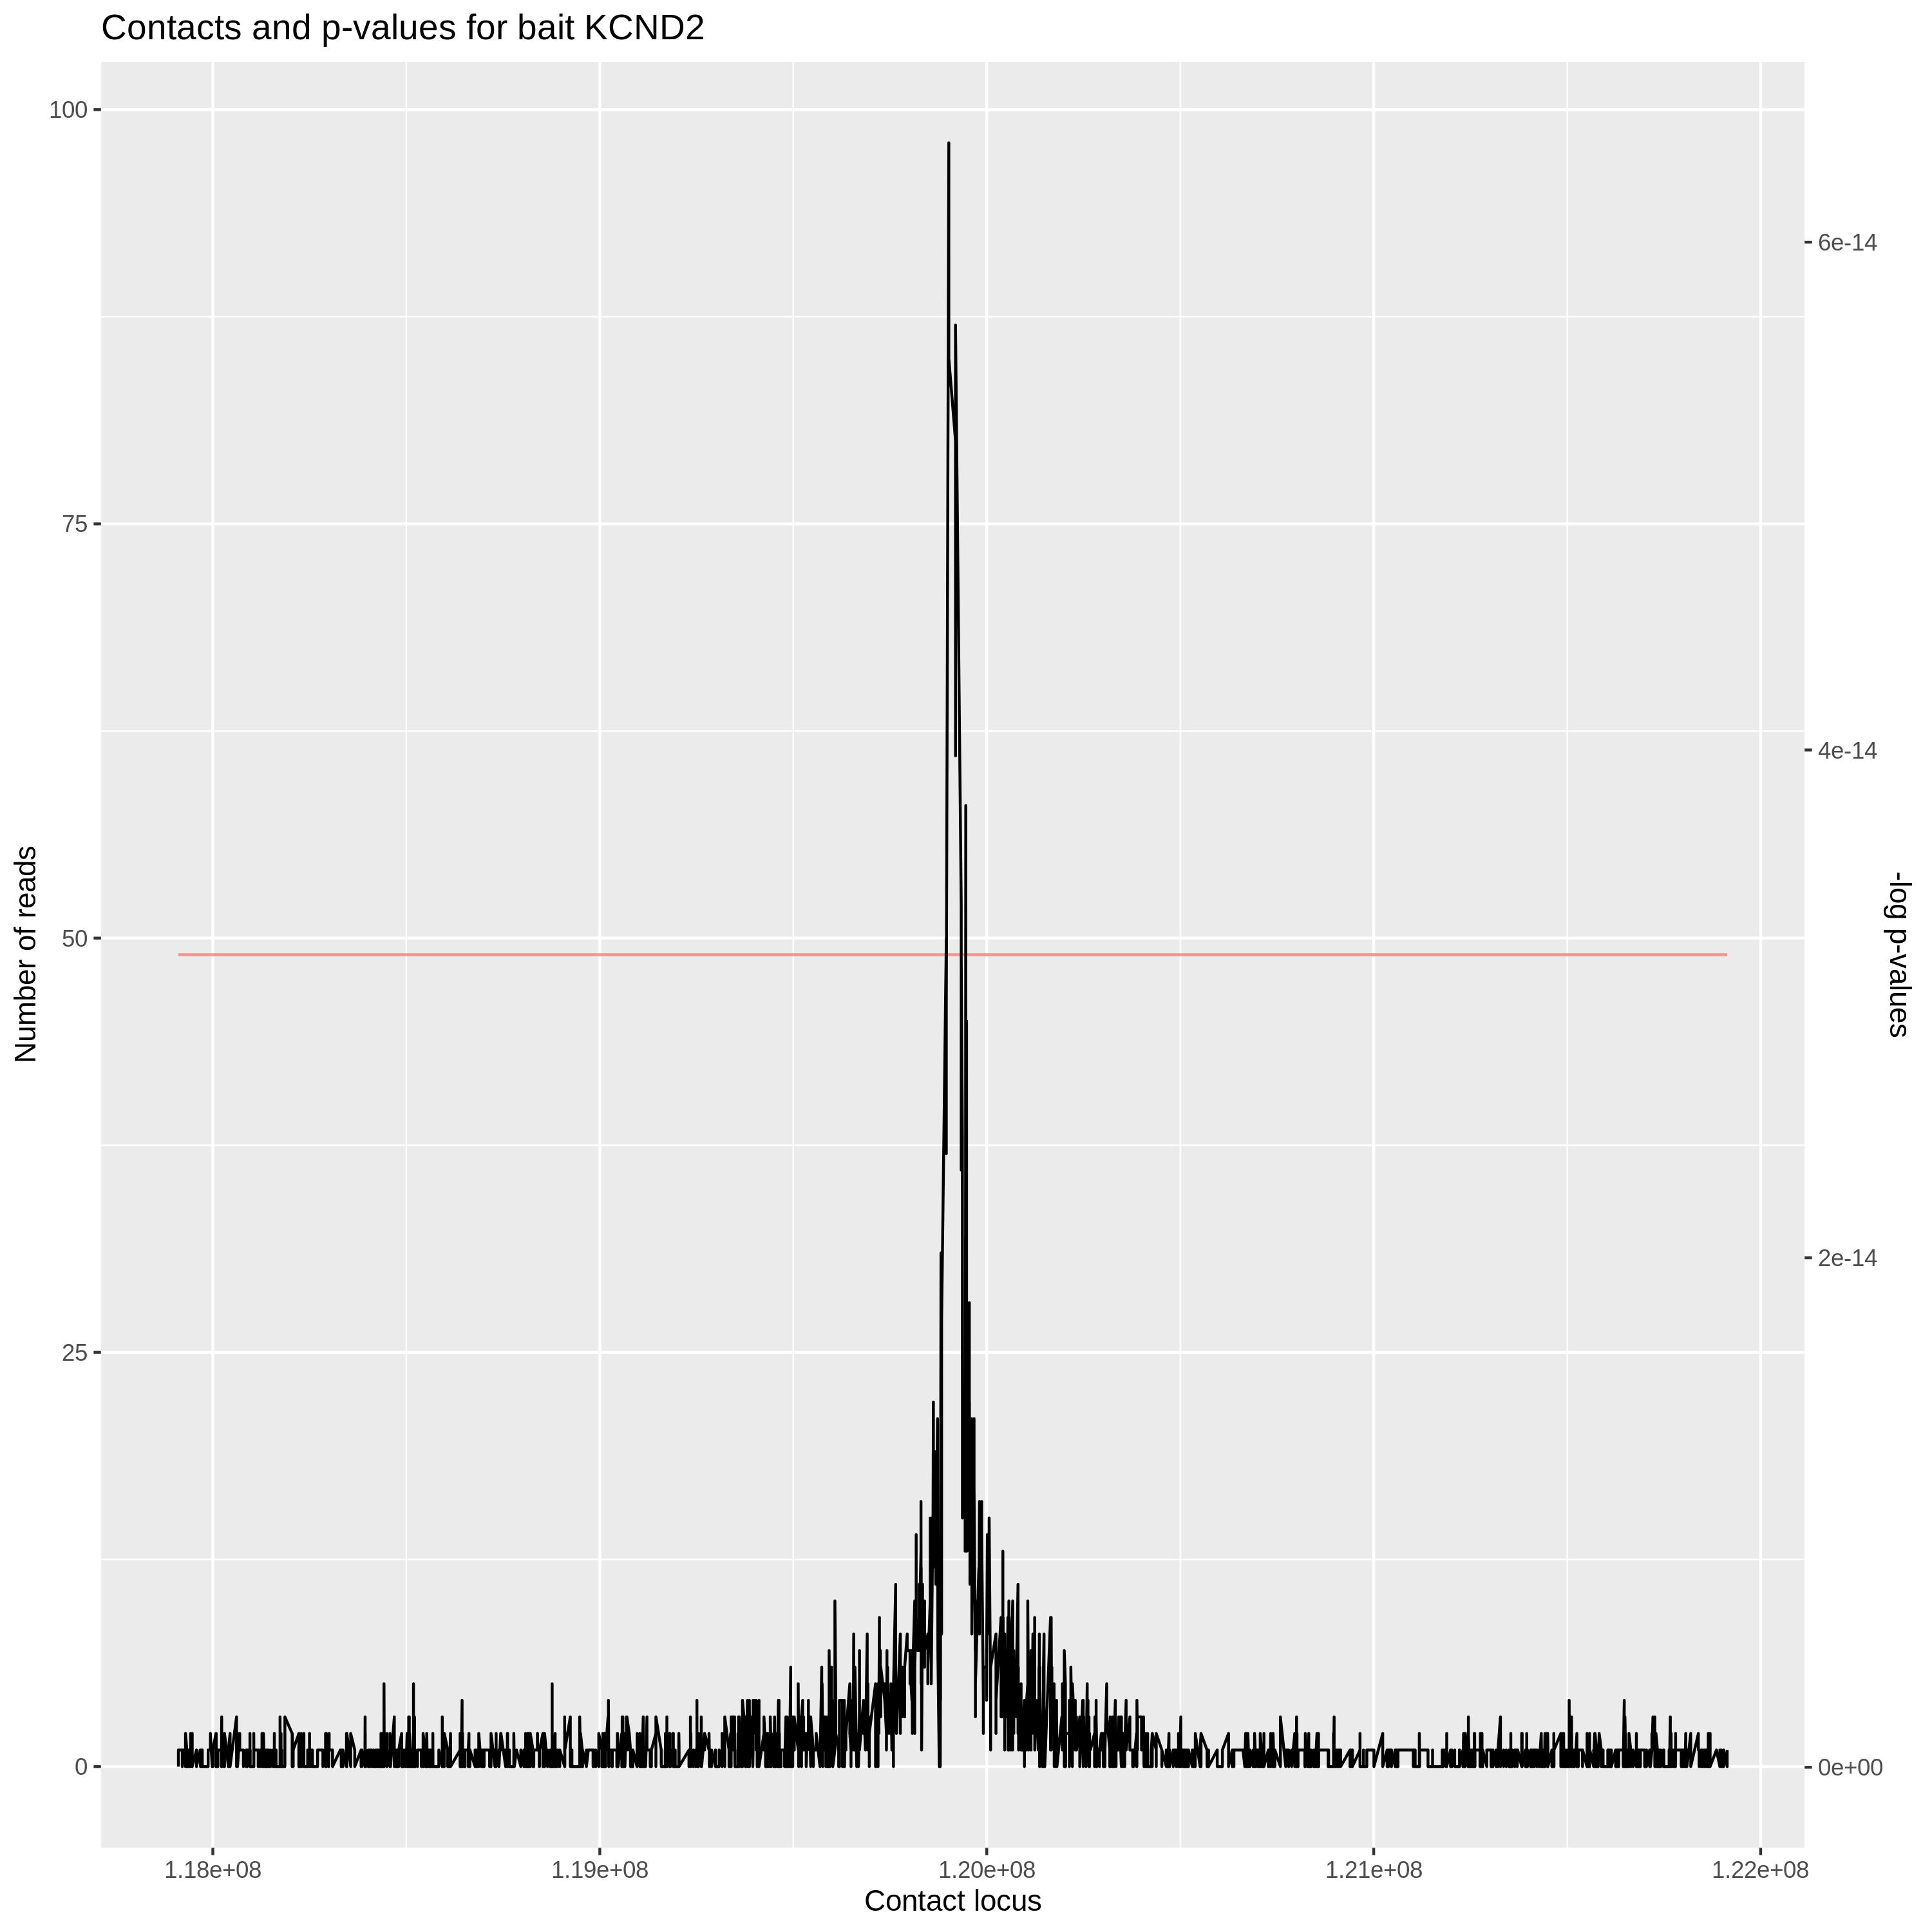 Contacts and p-values for bait KCND2
100
75
50
25
0
Number of reads
6e-14
4e-14
2e-14
0e+00
-log p-values
1.18e+08
1.19e+08
1.20e+08
1.21e+08
1.22e+08
Contact locus